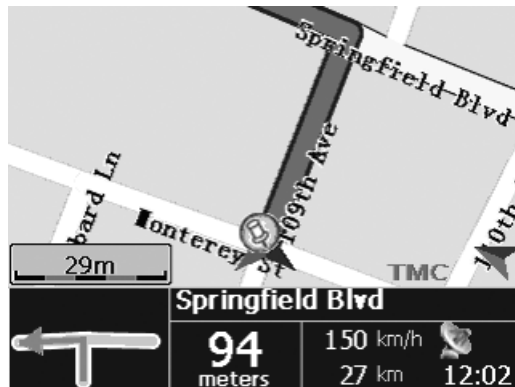 Springfield Blvd
109th Ave
bard Ln
Monterey St
110th
29m
TMC
Springfield Blvd
94
meters
150 km/h
27 km
12:02